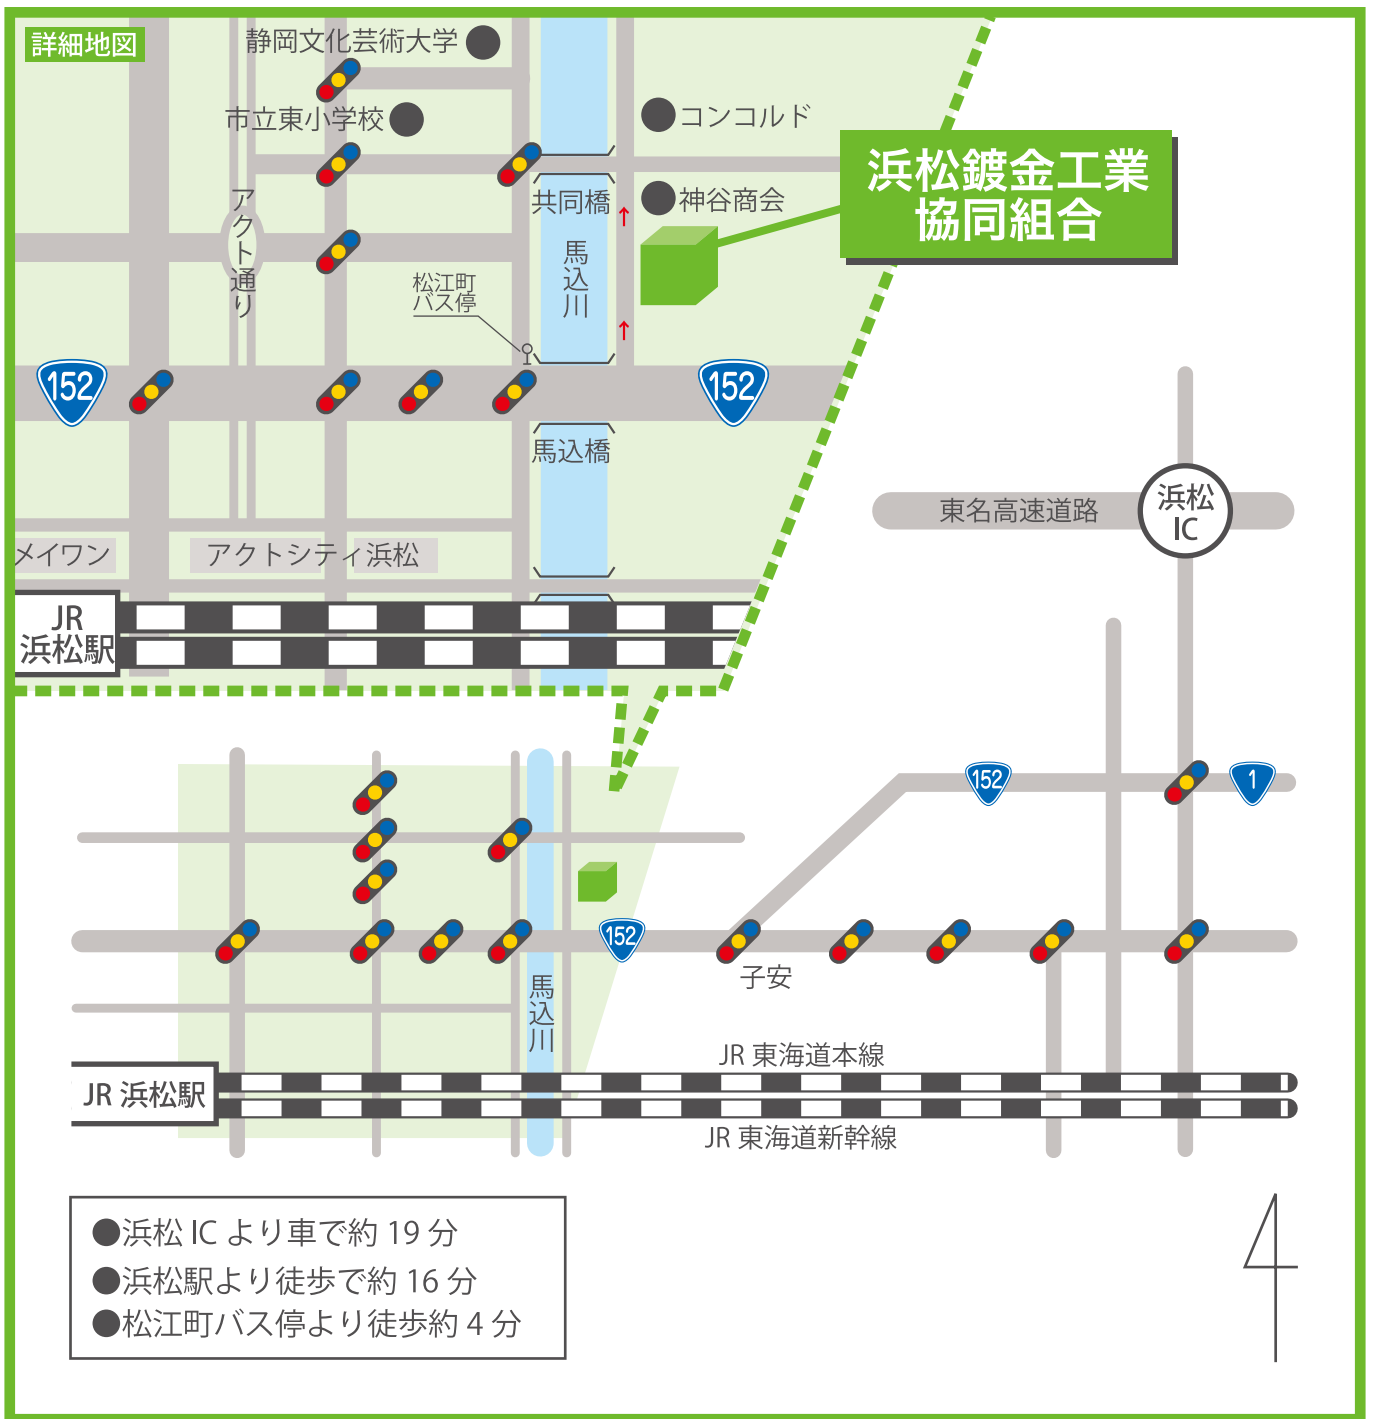 詳細地図
静岡文化芸術大学
市立東小学校
コンコルド
浜松鍍金工業
協同組合
共同橋
神谷商会
アクト通り
馬込川
松江町
バス停
152
152
馬込橋
浜松
IC
東名高速道路
メイワン
アクトシティ浜松
JR
浜松駅
152
1
152
子安
馬込川
JR 東海道本線
JR 浜松駅
JR 東海道新幹線
●浜松 IC より車で約 19 分
●浜松駅より徒歩で約 16 分
●松江町バス停より徒歩約 4 分